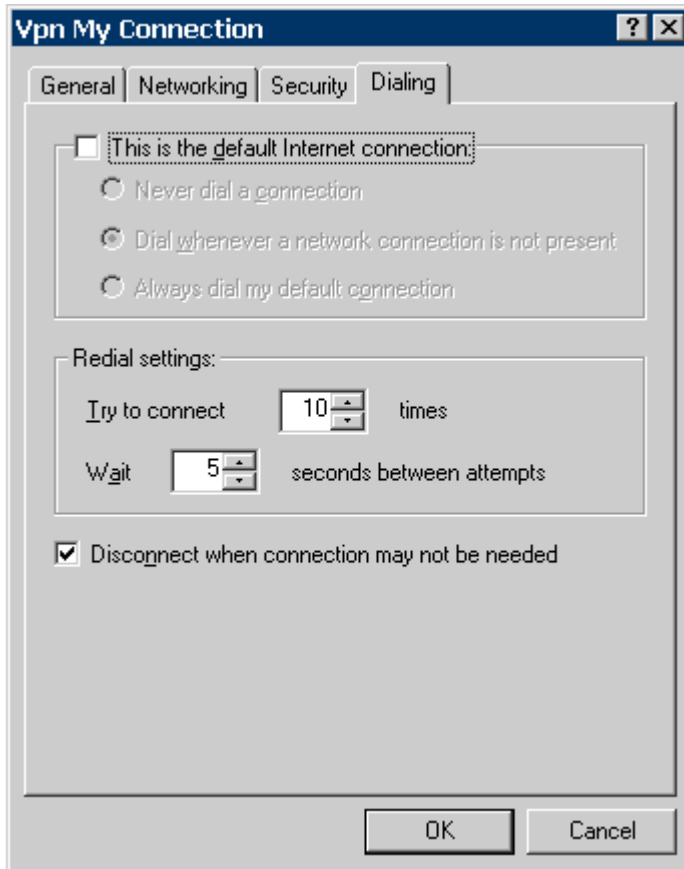 Vpn My Connection
General Networking Security Dialing
This is the default Internet connection:
Never dial a connection
Dial whenever a network connection is not present
Always dial my default connection
Redial settings:
Try to connect 10 times
Wait 5 seconds between attempts
Disconnect when connection may not be needed
OK Cancel